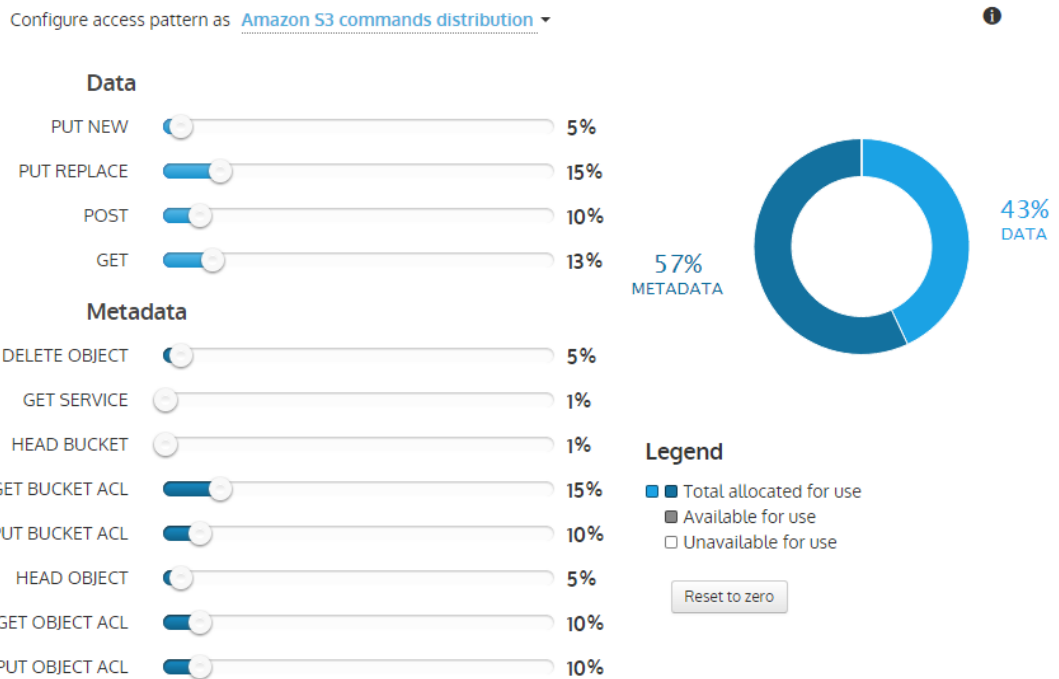 Configure access pattern as Amazon S3 commands distribution
Data
PUT NEW 5%
PUT REPLACE 15%
POST 10%
GET 13%
43%
DATA
57%
METADATA
Metadata
DELETE OBJECT 5%
GET SERVICE 1%
HEAD BUCKET 1%
GET BUCKET ACL 15%
PUT BUCKET ACL 10%
HEAD OBJECT 5%
GET OBJECT ACL 10%
PUT OBJECT ACL 10%
Legend
Total allocated for use
Available for use
Unavailable for use
Reset to zero